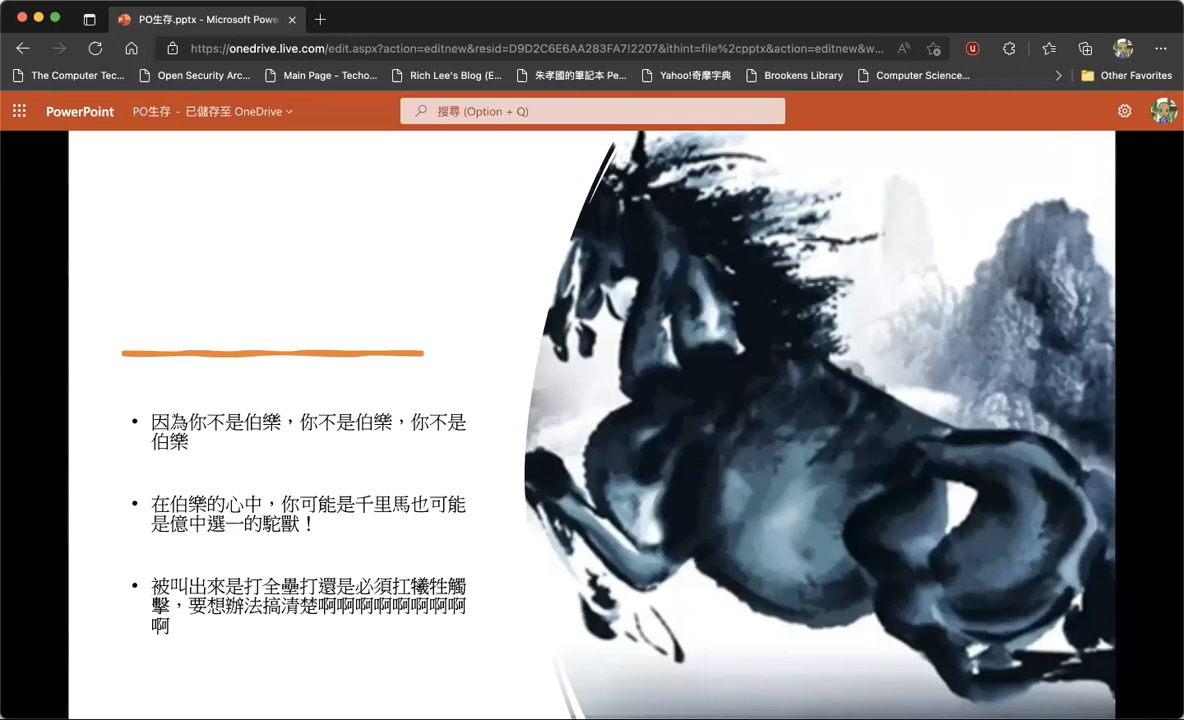 PO生存.pptx - Microsoft Powe
https://onedrive.live.com/edit.aspx?action=editnew&resid=D9D2C6E6AA283FA7!2207&ithint=file%2cpptx&action=editnew&w...
The Computer Tec...
Open Security Arc...
Main Page - Techo...
Rich Lee's Blog (E...
朱孝國的筆記本 Pe...
Yahoo!奇摩字典
Brookens Library
Computer Science...
Other Favorites
PowerPoint
PO生存 - 已儲存至 OneDrive
搜尋 (Option + Q)
• 因為你不是伯樂，你不是伯樂，你不是
伯樂
• 在伯樂的心中，你可能是千里馬也可能
是億中選一的駝獸！
• 被叫出來是打全壘打還是必須扛犧牲觸
擊，要想辦法搞清楚啊啊啊啊啊啊啊啊
啊